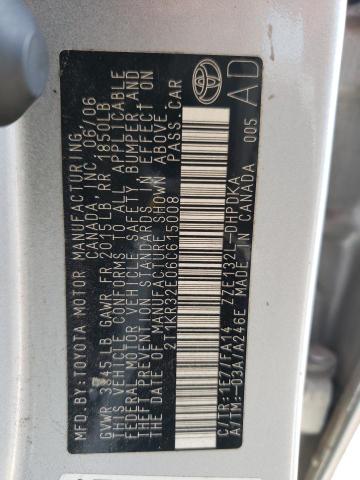 MFD.BY: TOYOTA MOTOR MANUFACTURING,
CANADA, INC. 06/06
GVWR 3845LB GAWR FR 2015LB RR 1850LB
THIS VEHICLE CONFORMS TO ALL APPLICABLE
FEDERAL MOTOR VEHICLE SAFETY, BUMPER, AND
THEFT PREVENTION STANDARDS IN EFFECT ON
THE DATE OF MANUFACTURE SHOWN ABOVE.
2T1KR32E06C615908 PASS.CAR
C/TR: 1E7/FA14 ZZE132L-DHPDKA
A/TM: -03A/A246E MADE IN CANADA 005
AD